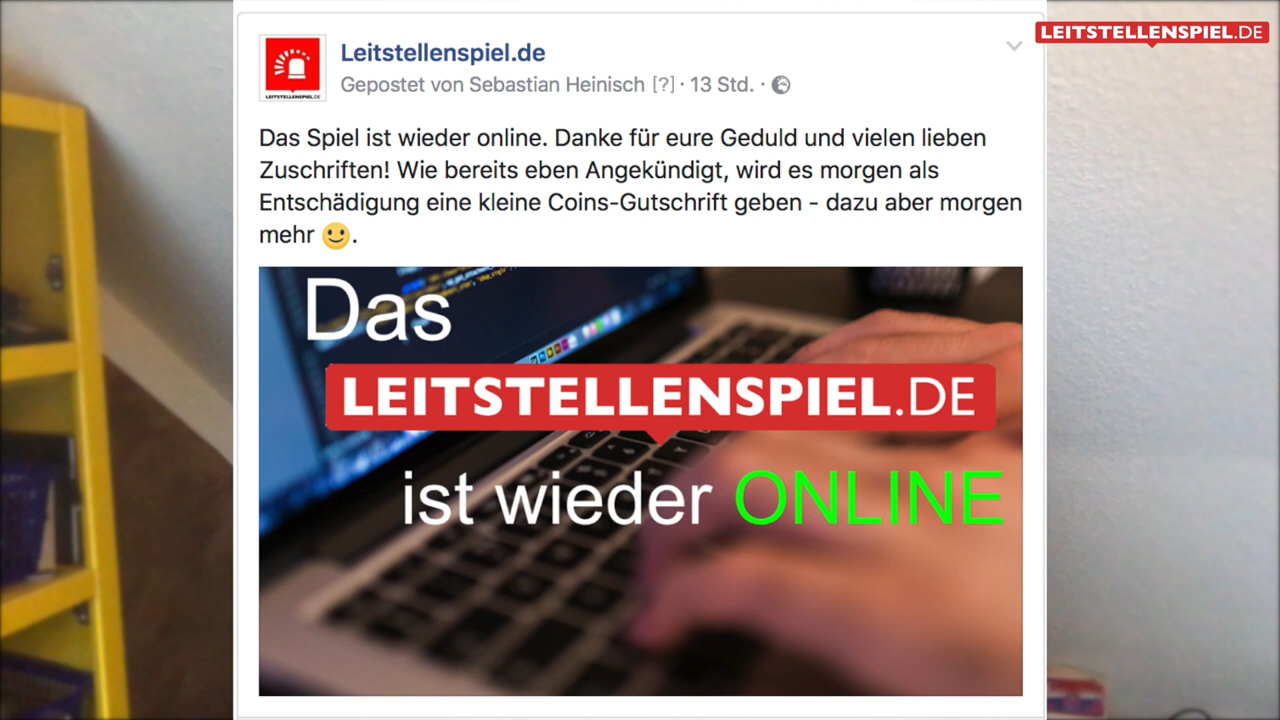 LEITSTELLENSPIEL.DE
Leitstellenspiel.de
Gepostet von Sebastian Heinisch [?] · 13 Std. ·
LEITSTELLENSPIEL.DE
Das Spiel ist wieder online. Danke für eure Geduld und vielen lieben
Zuschriften! Wie bereits eben Angekündigt, wird es morgen als
Entschädigung eine kleine Coins-Gutschrift geben - dazu aber morgen
mehr 🙂.
Das
LEITSTELLENSPIEL.DE
ist wieder ONLINE